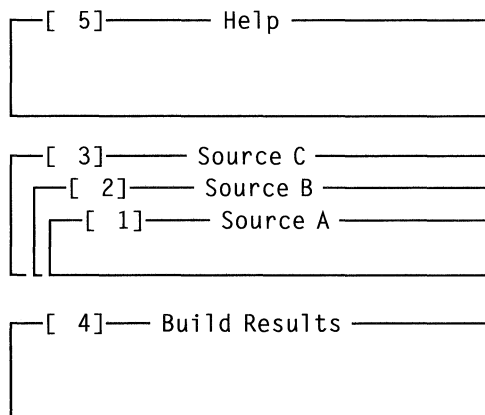 [ 5] Help
[ 3] Source C
[ 2] Source B
[ 1] Source A
[ 4] Build Results